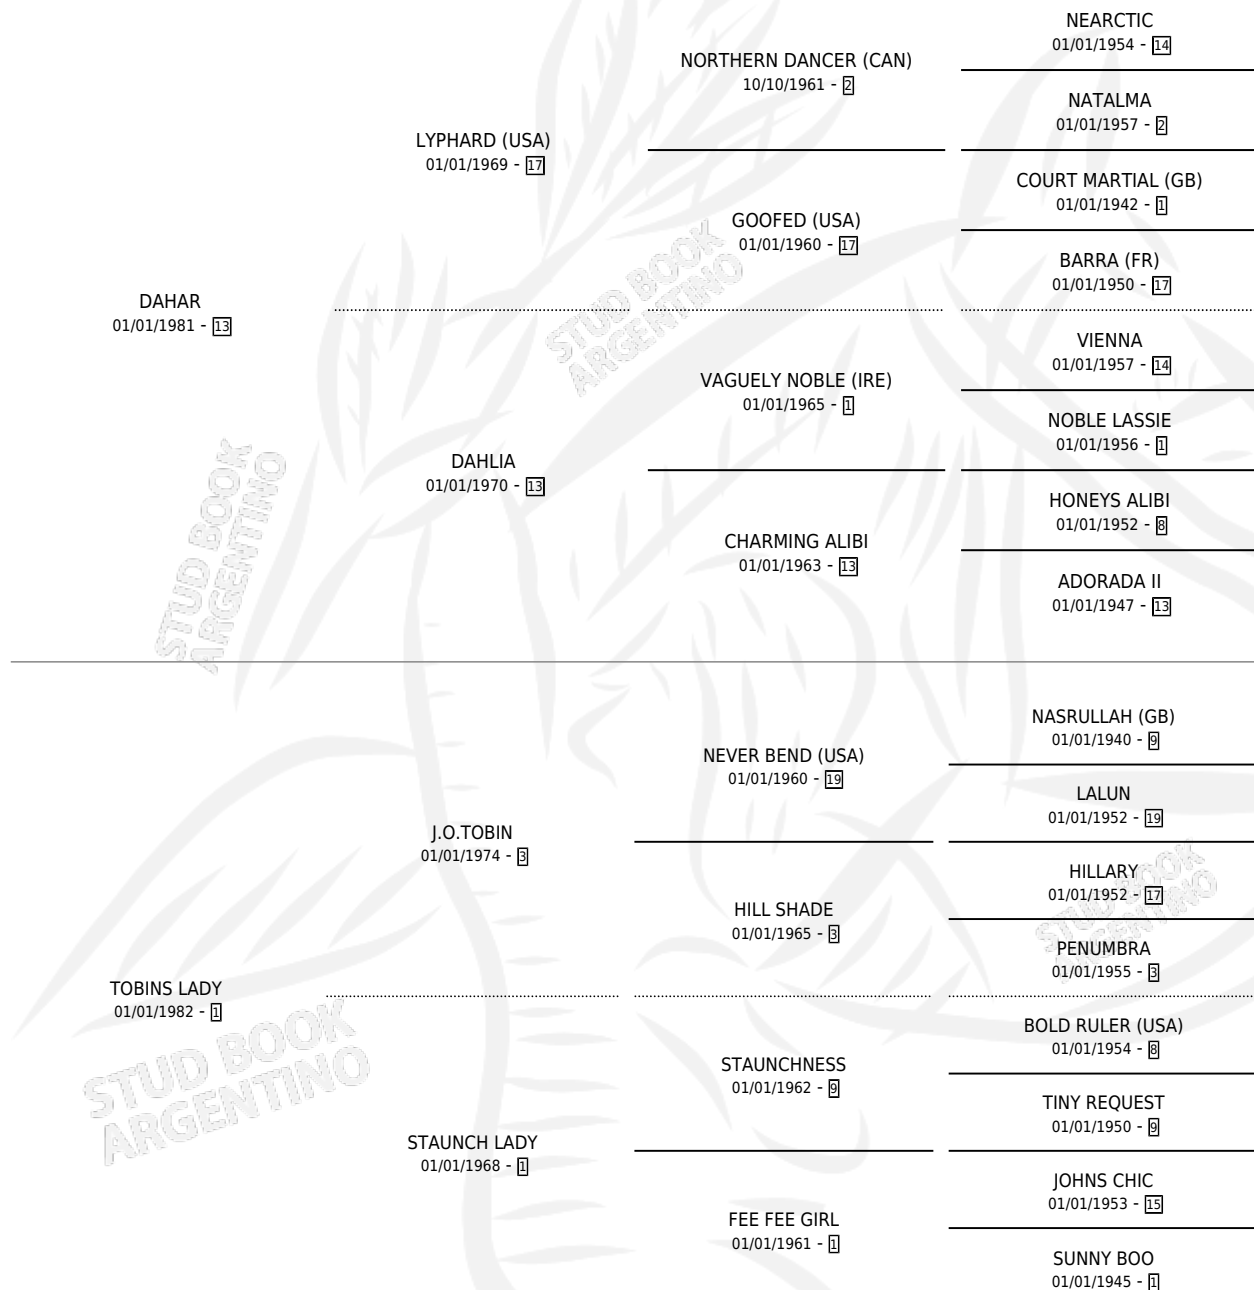 NEARCTIC
01/01/1954 - 14
NORTHERN DANCER (CAN)
10/10/1961 - 2
NATALMA
01/01/1957 - 2
LYPHARD (USA)
01/01/1969 - 17
COURT MARTIAL (GB)
01/01/1942 - 1
GOOFED (USA)
01/01/1960 - 17
BARRA (FR)
01/01/1950 - 17
DAHAR
01/01/1981 - 13
VIENNA
01/01/1957 - 14
VAGUELY NOBLE (IRE)
01/01/1965 - 1
NOBLE LASSIE
01/01/1956 - 1
DAHLIA
01/01/1970 - 13
HONEYS ALIBI
01/01/1952 - 8
CHARMING ALIBI
01/01/1963 - 13
ADORADA II
01/01/1947 - 13
NASRULLAH (GB)
01/01/1940 - 9
NEVER BEND (USA)
01/01/1960 - 19
LALUN
01/01/1952 - 19
J.O.TOBIN
01/01/1974 - 3
HILLARY
01/01/1952 - 17
HILL SHADE
01/01/1965 - 3
PENUMBRA
01/01/1955 - 3
TOBINS LADY
01/01/1982 - 1
BOLD RULER (USA)
01/01/1954 - 8
STAUNCHNESS
01/01/1962 - 9
TINY REQUEST
01/01/1950 - 9
STAUNCH LADY
01/01/1968 - 1
JOHNS CHIC
01/01/1953 - 15
FEE FEE GIRL
01/01/1961 - 1
SUNNY BOO
01/01/1945 - 1
STUD BOOK
ARGENTINO
STUD BOOK
ARGENTINO
STUD BOOK
ARGENTINO
STUD BOOK
ARGENTINO